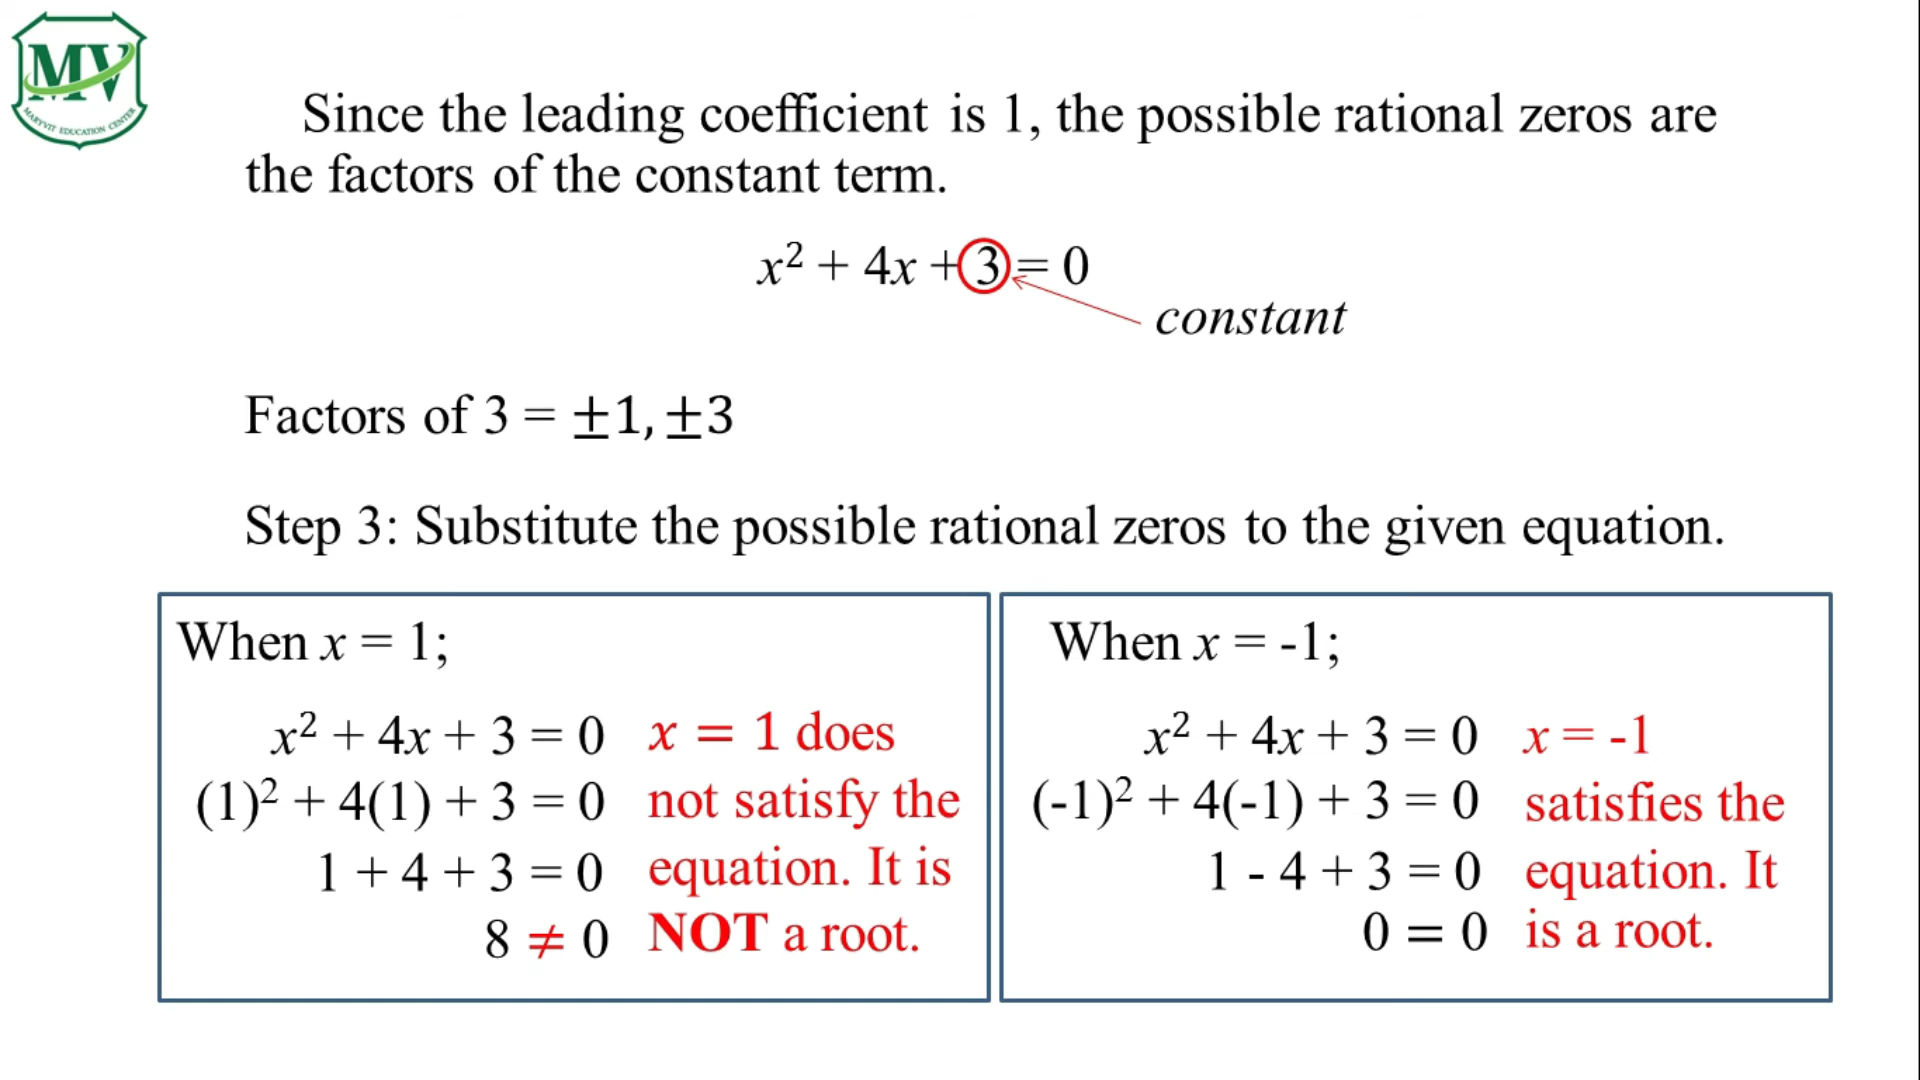 MV
MARYVIT EDUCATION CENTER
Since the leading coefficient is 1, the possible rational zeros are
the factors of the constant term.
x² + 4x + 3 = 0
constant
Factors of 3 = ±1, ±3
Step 3: Substitute the possible rational zeros to the given equation.
When x = 1;
x² + 4x + 3 = 0
(1)² + 4(1) + 3 = 0
1 + 4 + 3 = 0
8 ≠ 0
x = 1 does
not satisfy the
equation. It is
NOT a root.
When x = -1;
x² + 4x + 3 = 0
(-1)² + 4(-1) + 3 = 0
1 - 4 + 3 = 0
0 = 0
x = -1
satisfies the
equation. It
is a root.